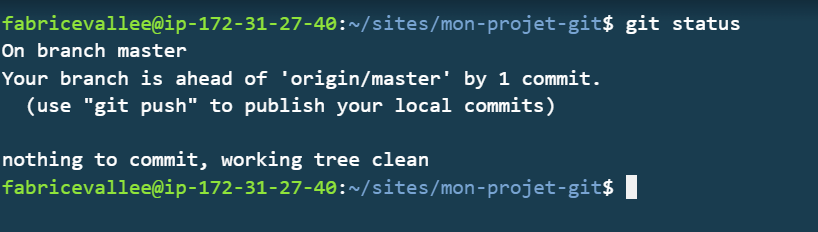 fabricevallee@ip-172-31-27-40:~/sites/mon-projet-git$ git status
On branch master
Your branch is ahead of 'origin/master' by 1 commit.
  (use "git push" to publish your local commits)

nothing to commit, working tree clean
fabricevallee@ip-172-31-27-40:~/sites/mon-projet-git$